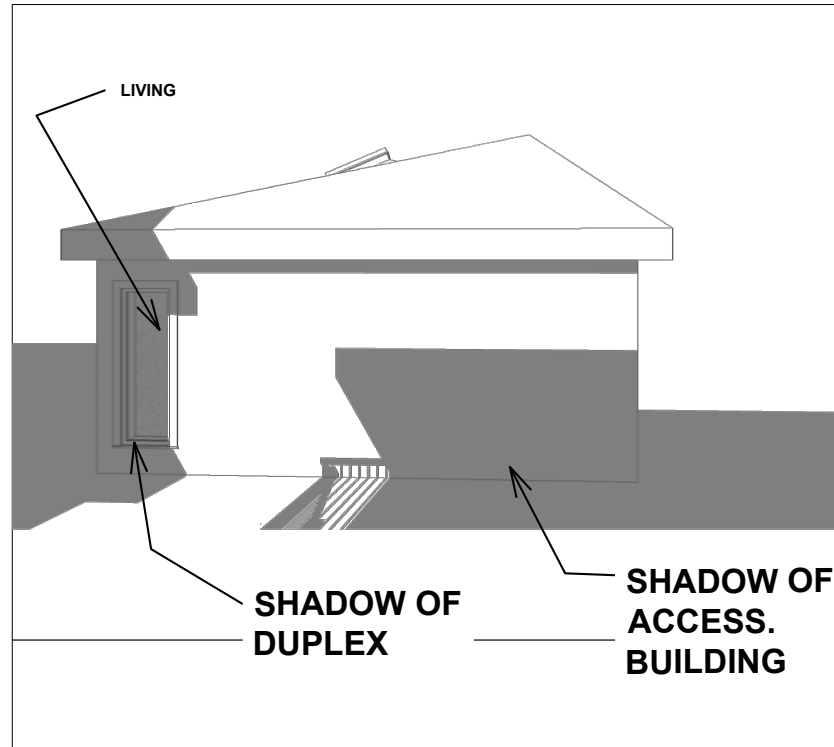 LIVING
SHADOW OF
DUPLEX
SHADOW OF
ACCESS.
BUILDING